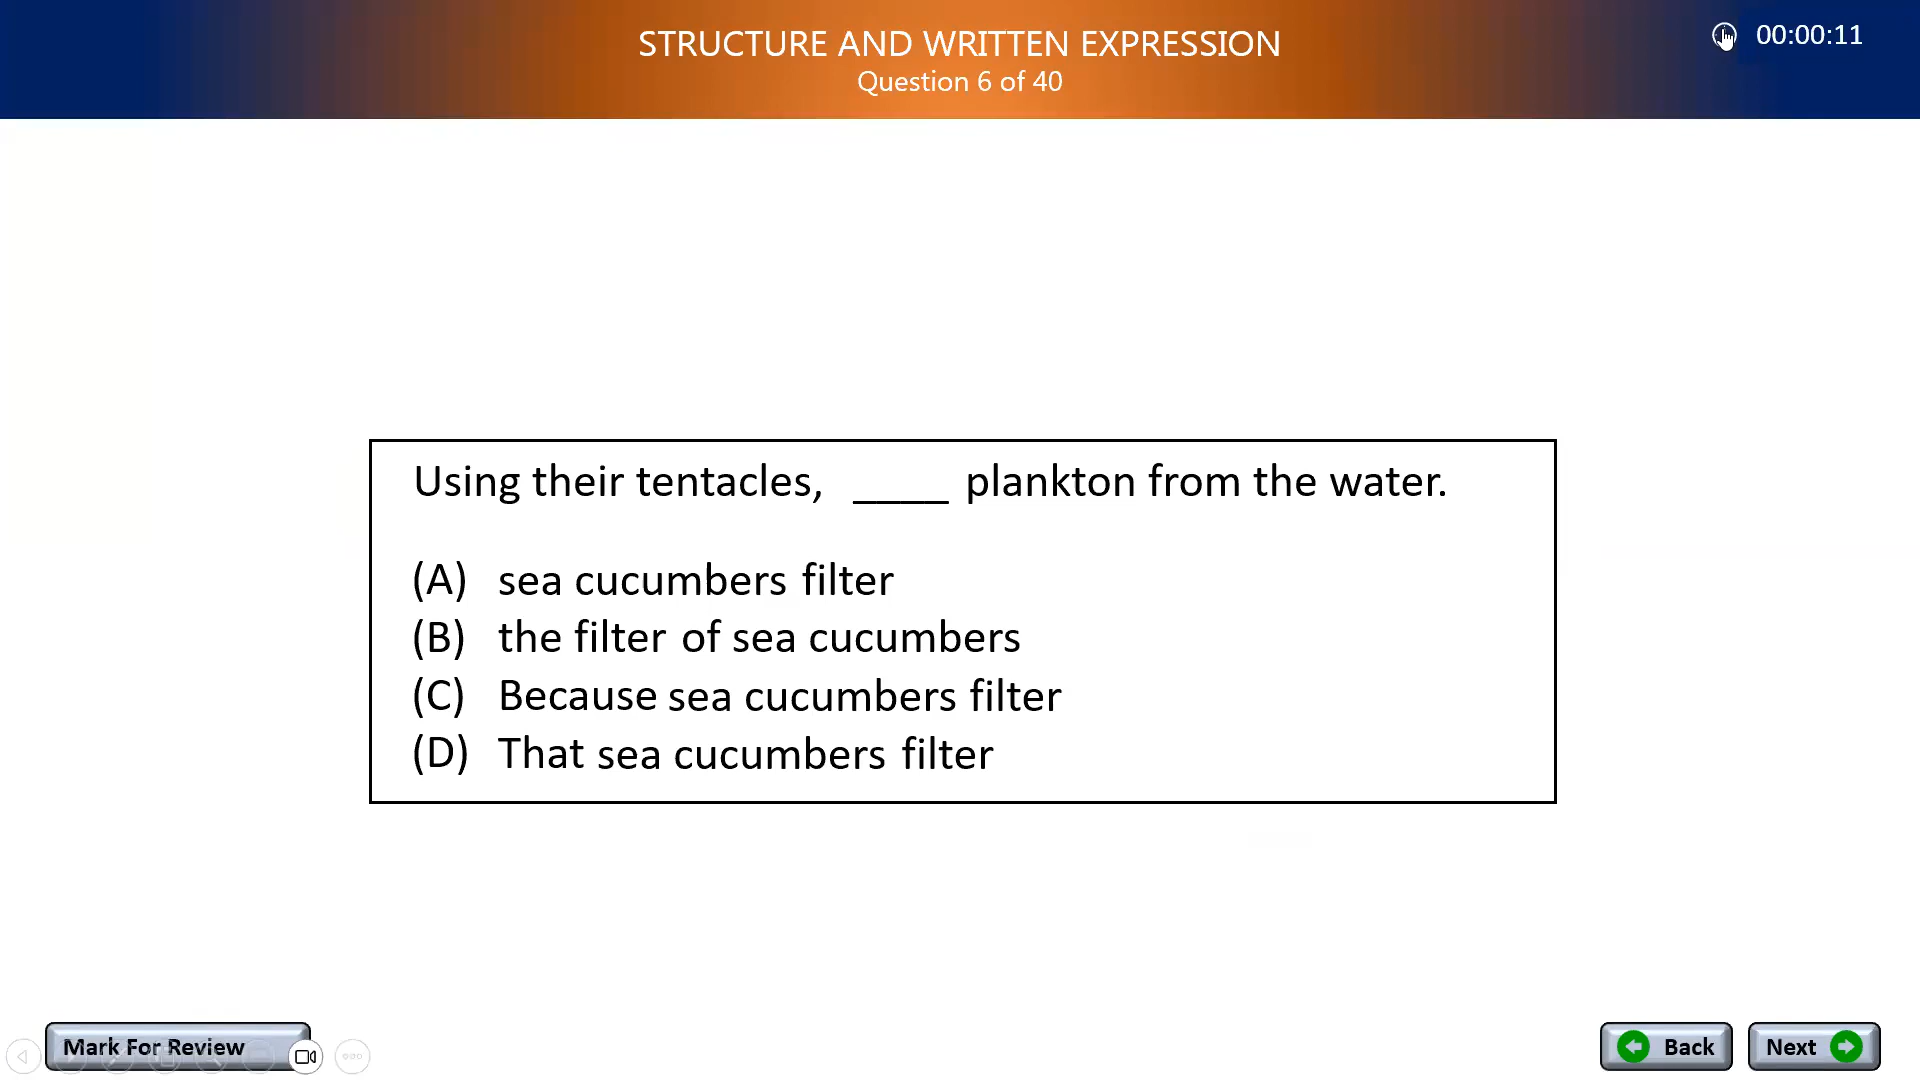 STRUCTURE AND WRITTEN EXPRESSION
Question 6 of 40
00:00:11
Using their tentacles, ____ plankton from the water.
(A) sea cucumbers filter
(B) the filter of sea cucumbers
(C) Because sea cucumbers filter
(D) That sea cucumbers filter
Mark For Review
Back
Next